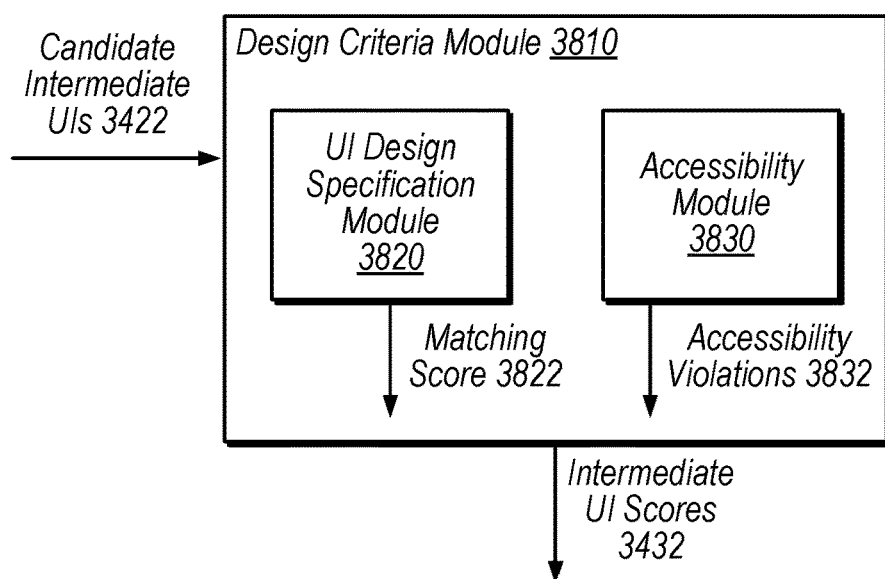 Candidate
Intermediate
UIs 3422
Design Criteria Module 3810
UI Design
Specification
Module
3820
Accessibility
Module
3830
Matching
Score 3822
Accessibility
Violations 3832
Intermediate
UI Scores
3432